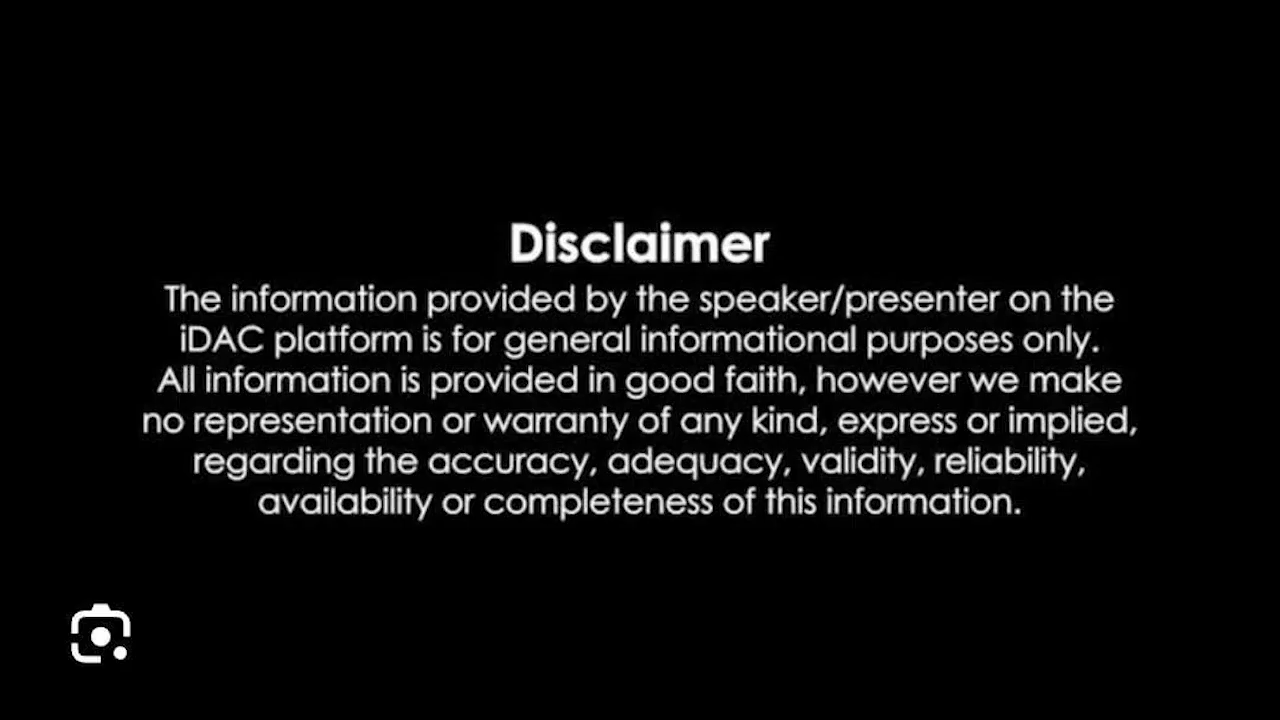 Disclaimer
The information provided by the speaker/presenter on the
iDAC platform is for general informational purposes only.
All information is provided in good faith, however we make
no representation or warranty of any kind, express or implied,
regarding the accuracy, adequacy, validity, reliability,
availability or completeness of this information.